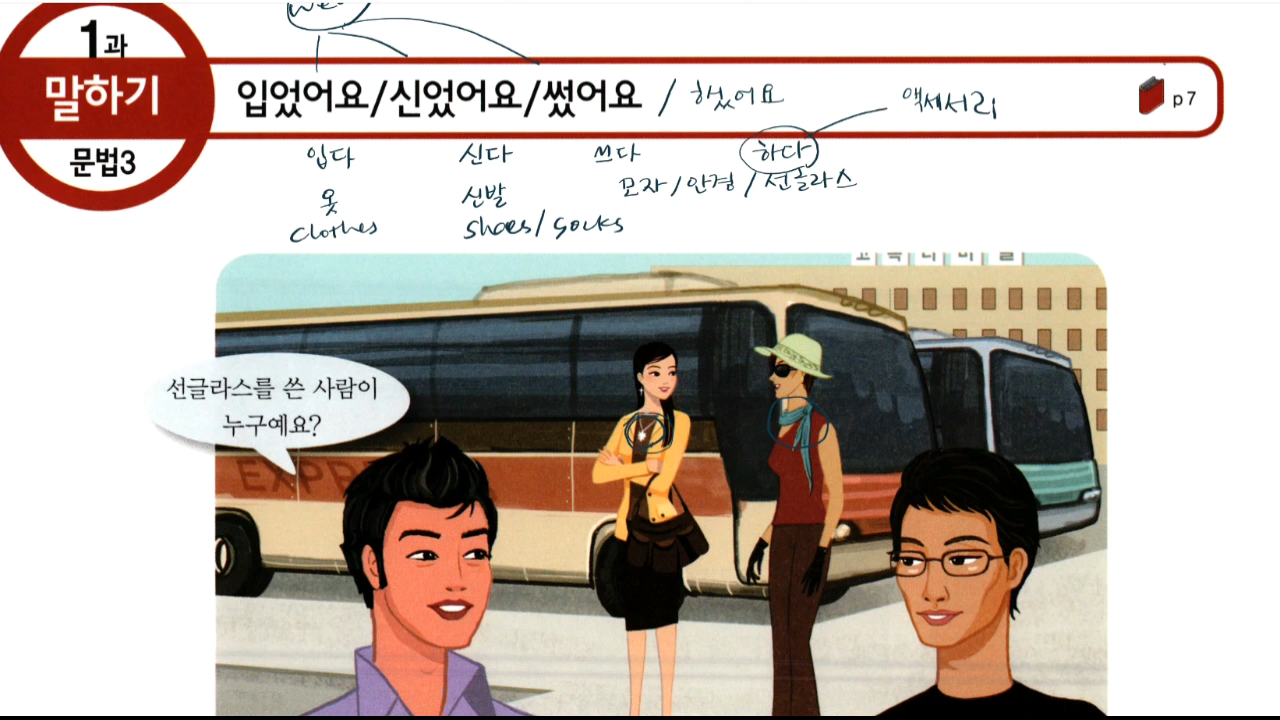 1과
말하기
문법3
입었어요/신었어요/썼어요 / 했어요
액세서리
p7
입다 신다 쓰다 하다
옷 신발 모자/안경/선글라스
clothes shoes/socks
선글라스를 쓴 사람이
누구예요?